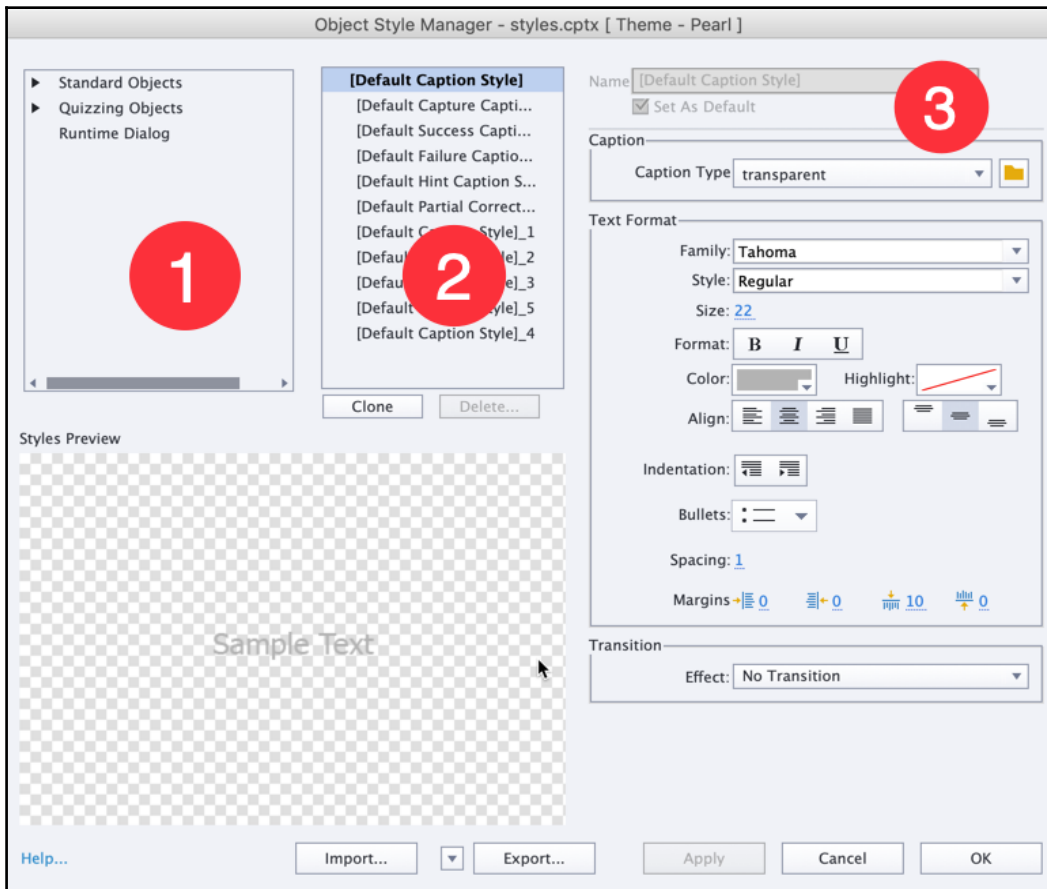 Object Style Manager - styles.cptx [ Theme - Pearl ]
Standard Objects
Quizzing Objects
Runtime Dialog
1
[Default Caption Style]
[Default Capture Capti...
[Default Success Capti...
[Default Failure Captio...
[Default Hint Caption S...
[Default Partial Correct...
[Default C Style]_1
[Default le]_2
[Defau e]_3
[Default yle]_5
[Default Caption Style]_4
2
Clone
Delete...
Name [Default Caption Style]
Set As Default
3
Caption
Caption Type transparent
Text Format
Family: Tahoma
Style: Regular
Size: 22
Format: B I U
Color: Highlight:
Align:
Indentation:
Bullets:
Spacing: 1
Margins 0 0 10 0
Transition
Effect: No Transition
Styles Preview
Sample Text
Help...
Import...
Export...
Apply
Cancel
OK